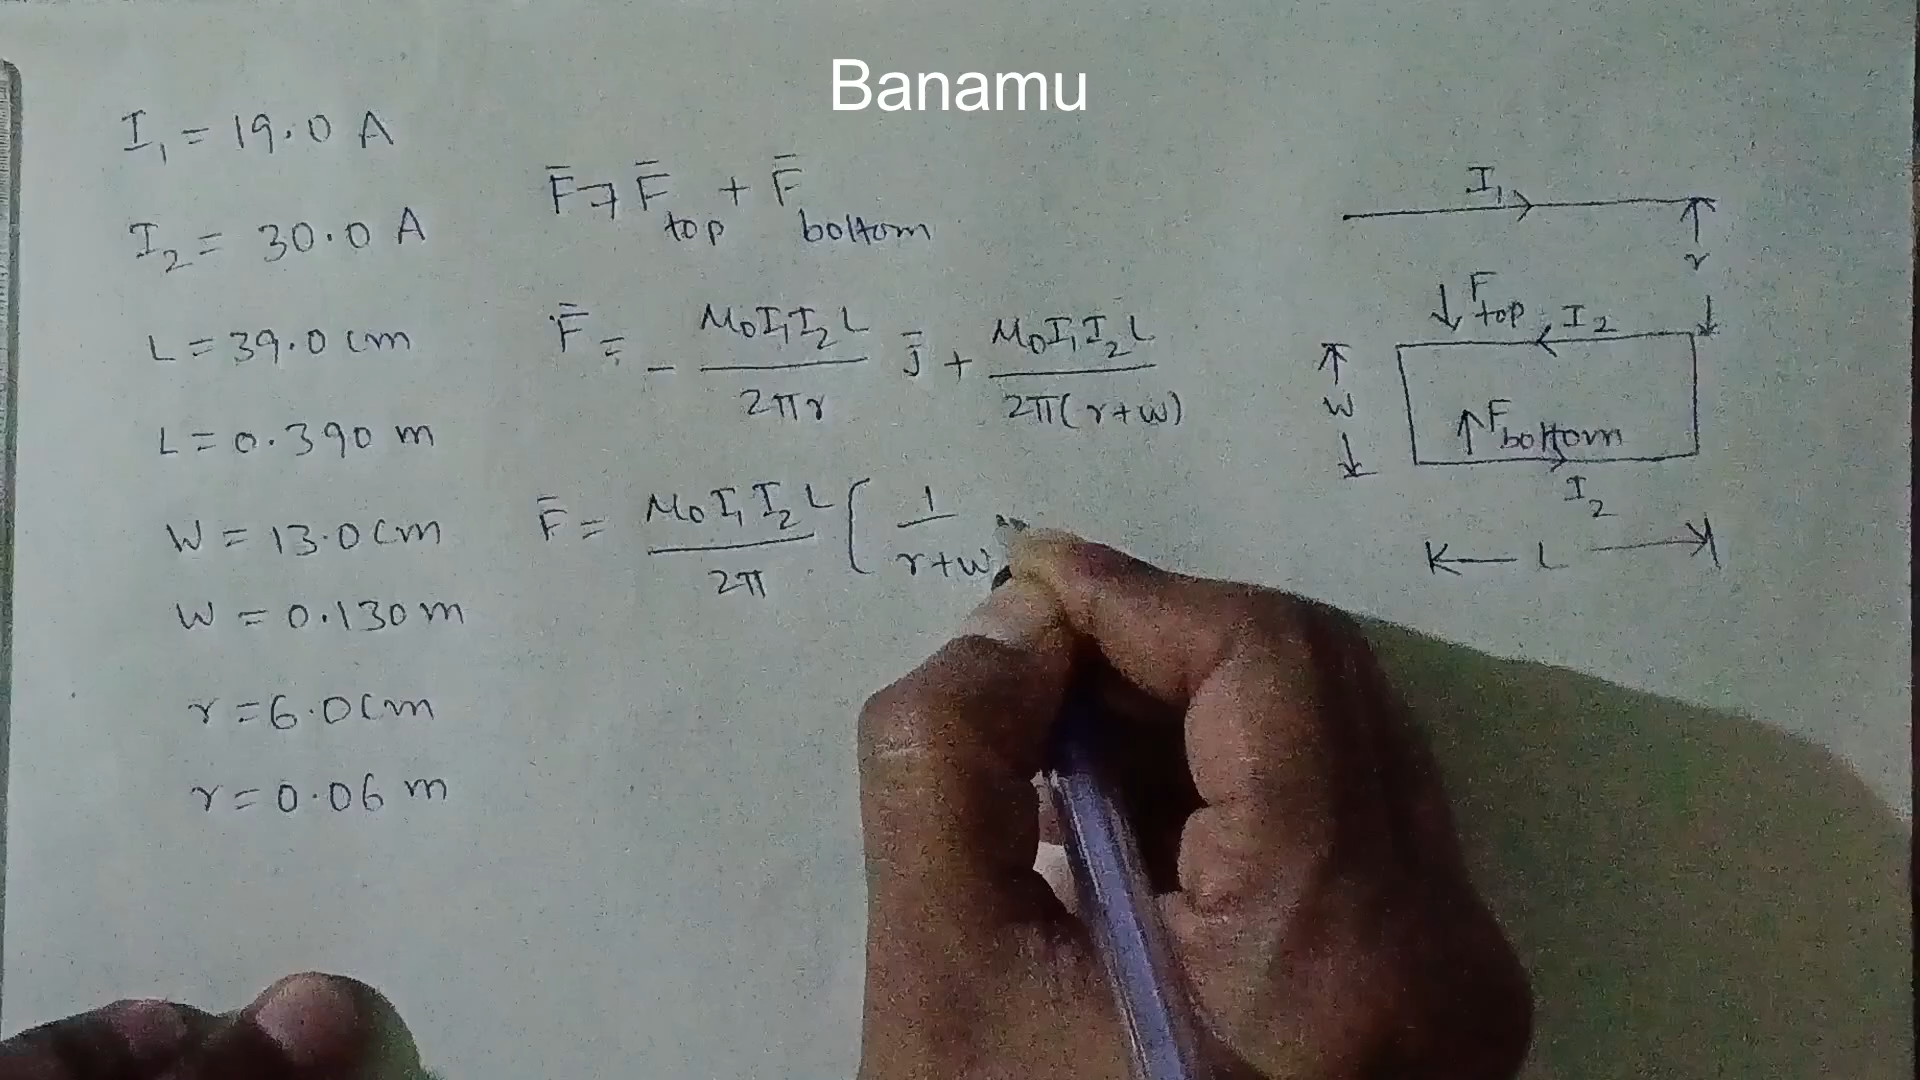 Banamu
I₁ = 19.0 A
I₂ = 30.0 A
L = 39.0 cm
L = 0.390 m
W = 13.0 cm
W = 0.130 m
r = 6.0 cm
r = 0.06 m
F̄ = F̄top + F̄bottom
F̄ = - μ₀I₁I₂L / 2πr j̄ + μ₀I₁I₂L / 2π(r+w)
F̄ = μ₀I₁I₂L / 2π [ 1 / r+w
I₁
r
Ftop I₂
W
Fbottom
I₂
L